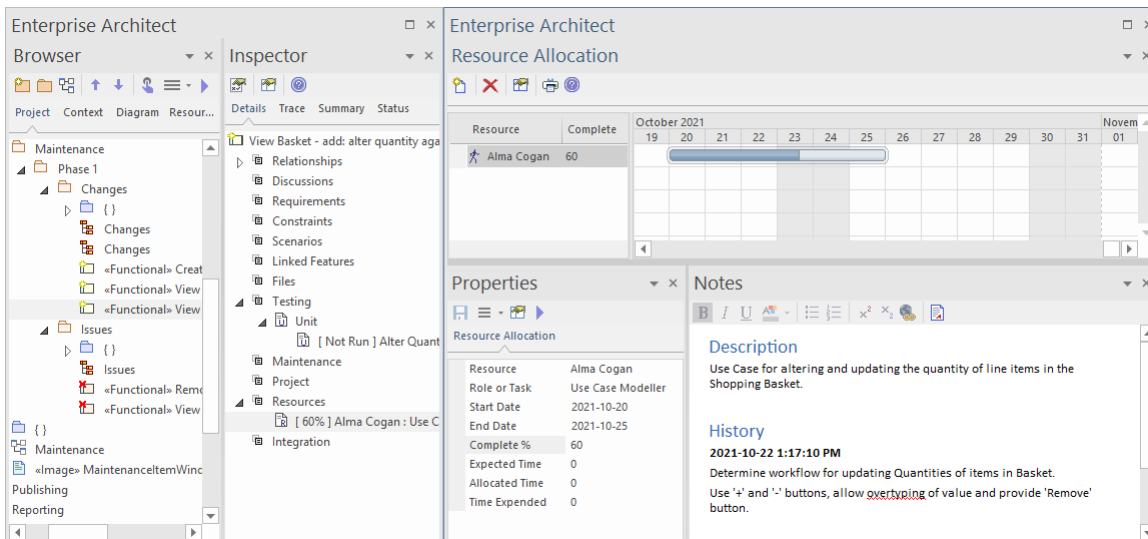 Enterprise Architect
Browser
Project Context Diagram Resour...
Maintenance
Phase 1
Changes
{ }
Changes
Changes
«Functional» Creat
«Functional» View
«Functional» View
Issues
{ }
Issues
«Functional» Remo
«Functional» View
{ }
Maintenance
«Image» MaintenanceItemWinc
Publishing
Reporting
Inspector
Details Trace Summary Status
View Basket - add: alter quantity aga
Relationships
Discussions
Requirements
Constraints
Scenarios
Linked Features
Files
Testing
Unit
[ Not Run ] Alter Quant
Maintenance
Project
Resources
[ 60% ] Alma Cogan : Use C
Integration
Enterprise Architect
Resource Allocation
Resource Complete
October 2021 Novem
19 20 21 22 23 24 25 26 27 28 29 30 31 01
Alma Cogan 60
Properties
Resource Allocation
Resource Alma Cogan
Role or Task Use Case Modeller
Start Date 2021-10-20
End Date 2021-10-25
Complete % 60
Expected Time 0
Allocated Time 0
Time Expended 0
Notes
B I U A x² x₂
Description
Use Case for altering and updating the quantity of line items in the
Shopping Basket.
History
2021-10-22 1:17:10 PM
Determine workflow for updating Quantities of items in Basket.
Use '+' and '-' buttons, allow overtyping of value and provide 'Remove'
button.